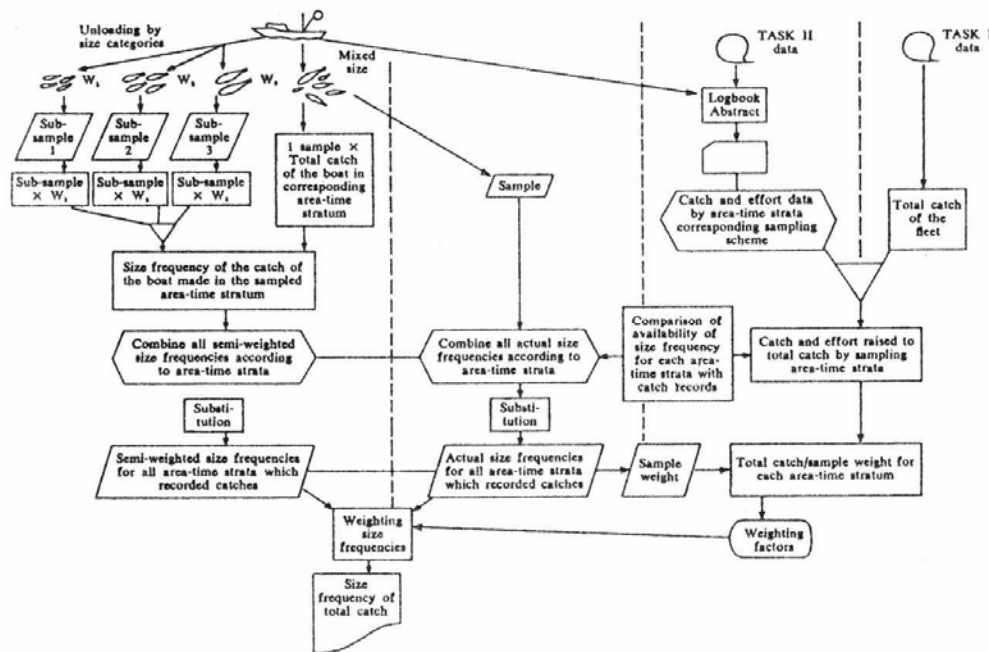 Unloading by
size categories
Mixed
size
TASK II
data
TASK I
data
W₁
W₂
Logbook
Abstract
Sub-
sample
1
Sub-
sample
2
Sub-
sample
3
1 sample ×
Total catch
of the boat in
corresponding
area-time
stratum
Sub-sample
× W₁
Sub-sample
× W₂
Sub-sample
× W₃
Sample
Catch and effort data
by area-time strata
corresponding sampling
scheme
Total catch
of the
fleet
Size frequency of the catch of
the boat made in the sampled
area-time stratum
Combine all semi-weighted
size frequencies according
to area-time strata
Combine all actual size
frequencies according to
area-time strata
Comparison of
availability of
size frequency
for each area-
time strata with
catch records
Catch and effort raised to
total catch by sampling
area-time strata
Substi-
tution
Substi-
tution
Semi-weighted size frequencies
for all area-time strata which
recorded catches
Actual size frequencies
for all area-time strata
which recorded catches
Sample
weight
Total catch/sample weight for
each area-time stratum
Weighting
size
frequencies
Weighting
factors
Size
frequency of
total catch